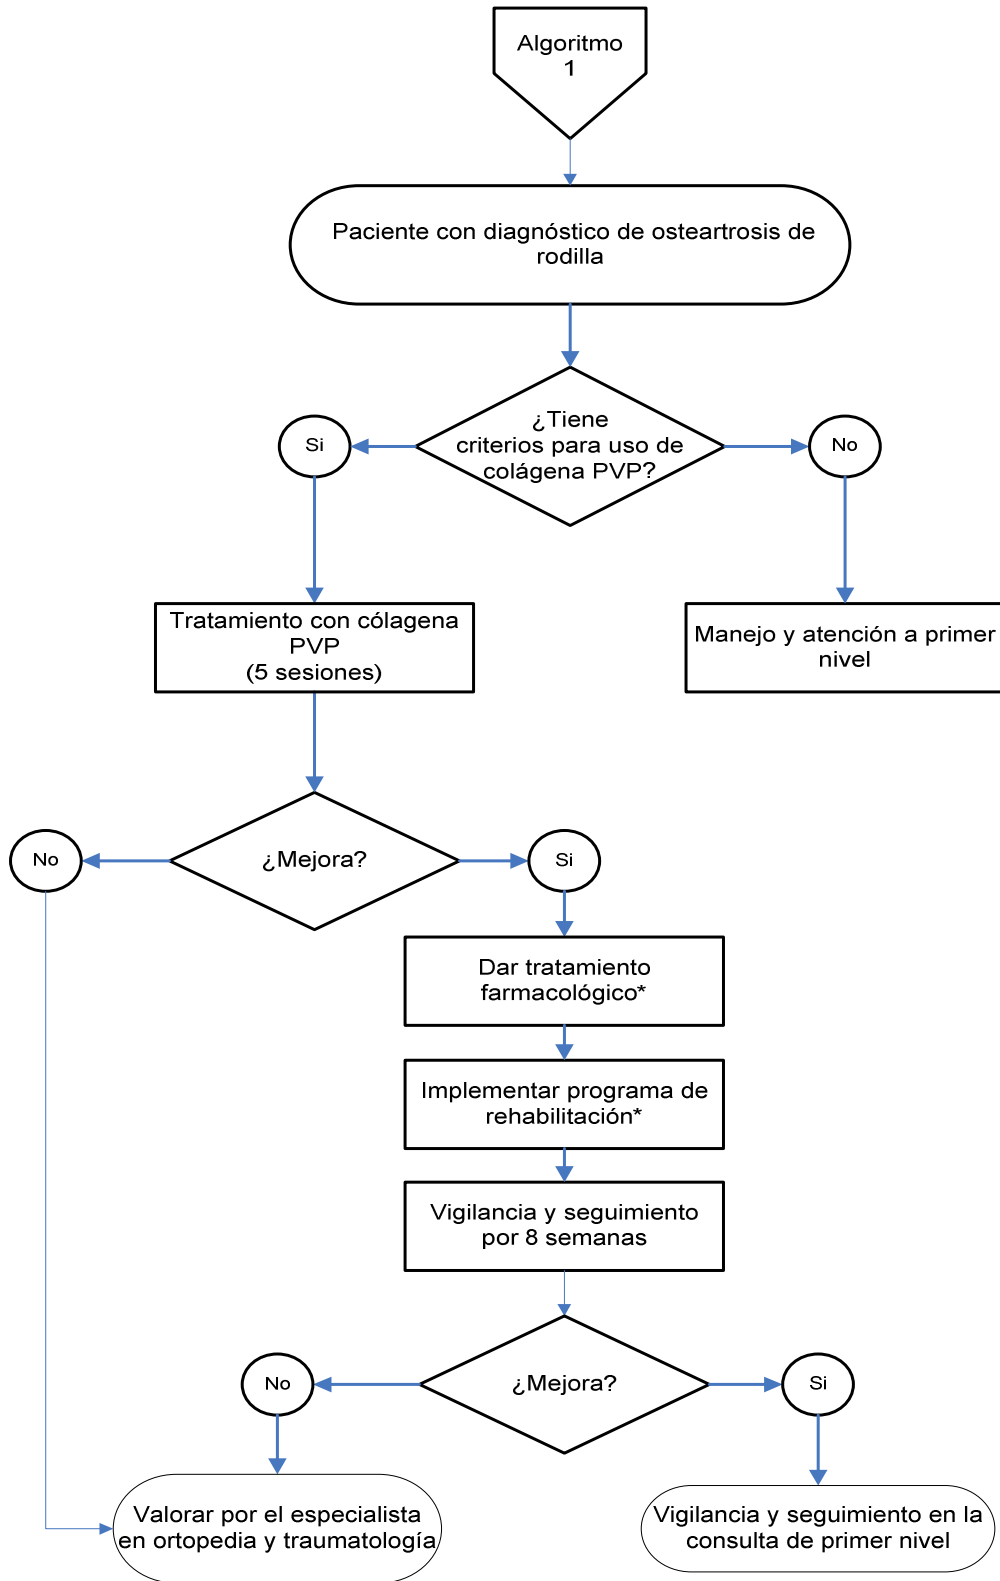 Algoritmo
1
Paciente con diagnóstico de osteartrosis de
rodilla
¿Tiene
criterios para uso de
colágena PVP?
Si
No
Tratamiento con cólagena
PVP
(5 sesiones)
Manejo y atención a primer
nivel
¿Mejora?
No
Si
Dar tratamiento
farmacológico*
Implementar programa de
rehabilitación*
Vigilancia y seguimiento
por 8 semanas
¿Mejora?
No
Si
Valorar por el especialista
en ortopedia y traumatología
Vigilancia y seguimiento en la
consulta de primer nivel